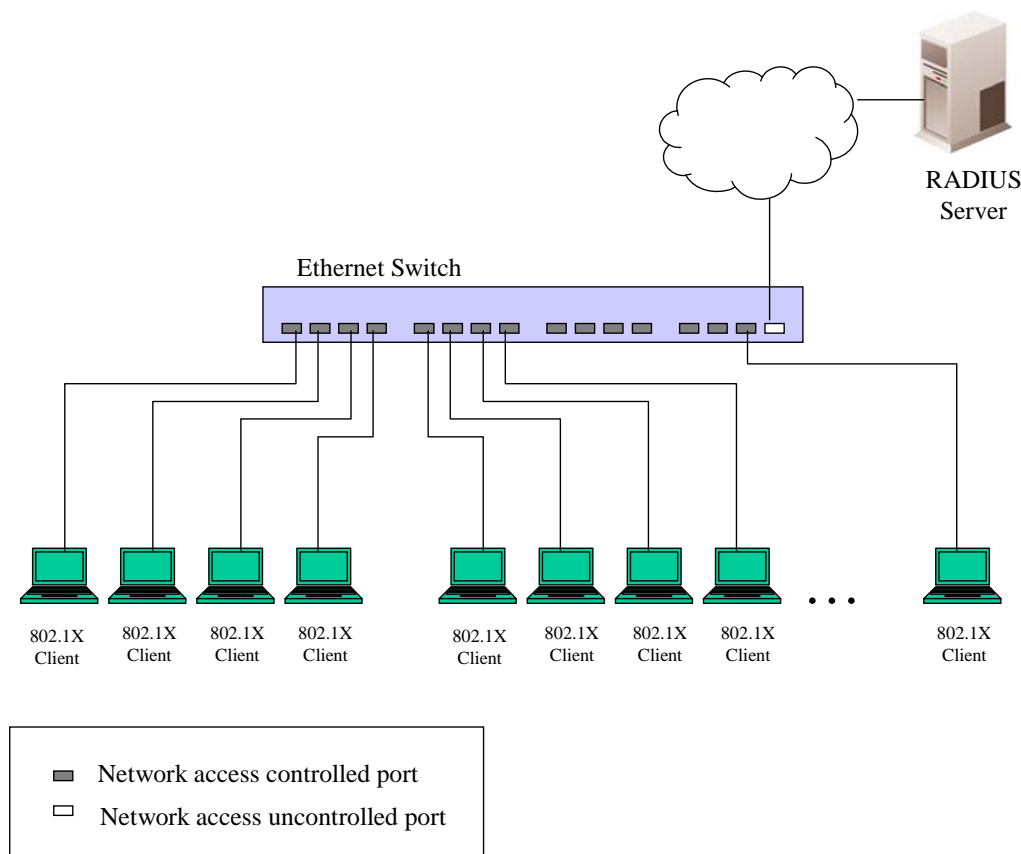 RADIUS
Server
Ethernet Switch
802.1X
Client
802.1X
Client
802.1X
Client
802.1X
Client
802.1X
Client
802.1X
Client
802.1X
Client
802.1X
Client
802.1X
Client
Network access controlled port
Network access uncontrolled port